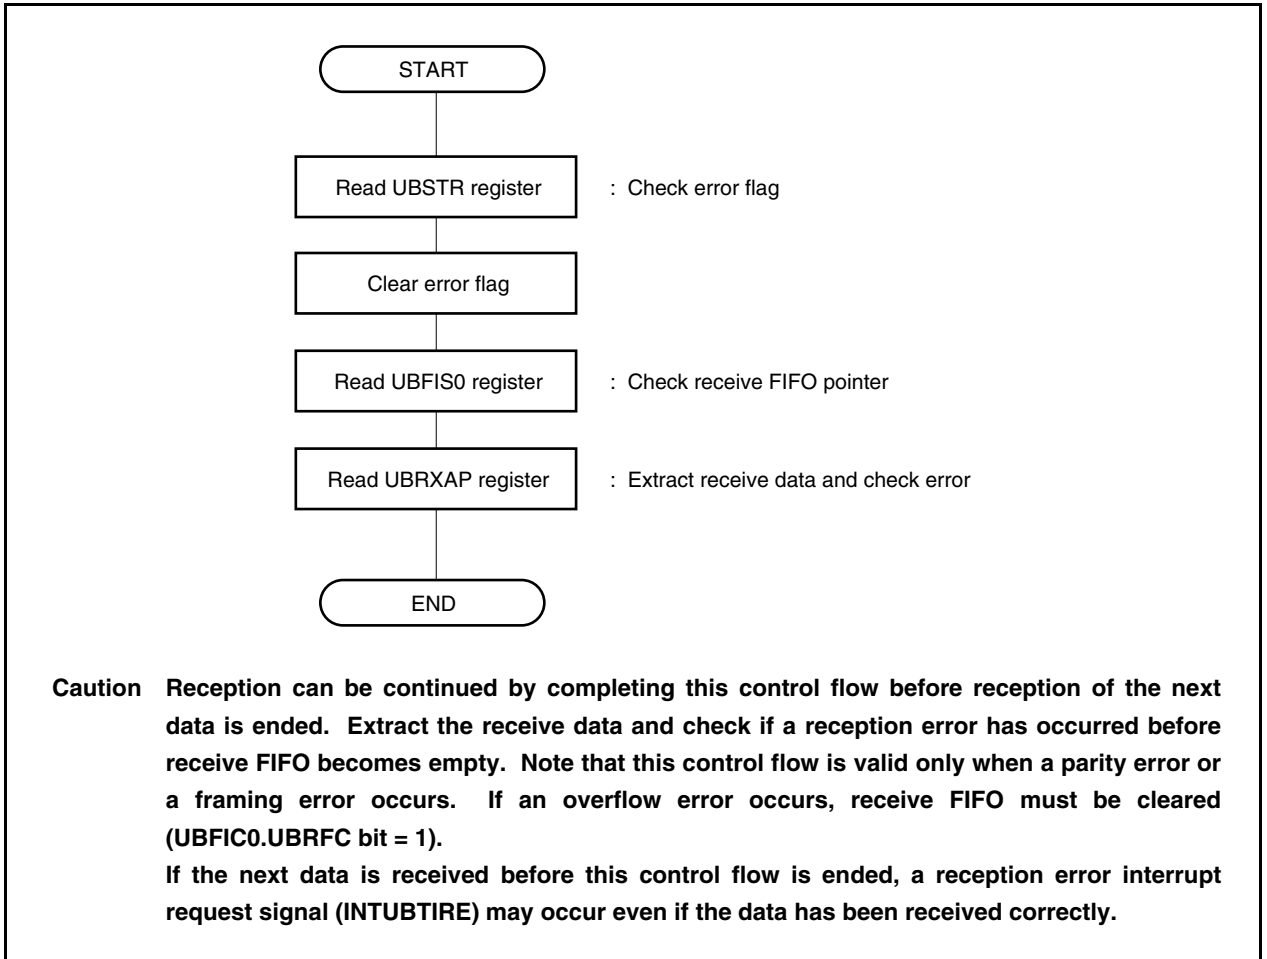 START
Read UBSTR register : Check error flag
Clear error flag
Read UBFIS0 register : Check receive FIFO pointer
Read UBRXAP register : Extract receive data and check error
END
Caution Reception can be continued by completing this control flow before reception of the next
data is ended. Extract the receive data and check if a reception error has occurred before
receive FIFO becomes empty. Note that this control flow is valid only when a parity error or
a framing error occurs. If an overflow error occurs, receive FIFO must be cleared
(UBFIC0.UBRFC bit = 1).
If the next data is received before this control flow is ended, a reception error interrupt
request signal (INTUBTIRE) may occur even if the data has been received correctly.